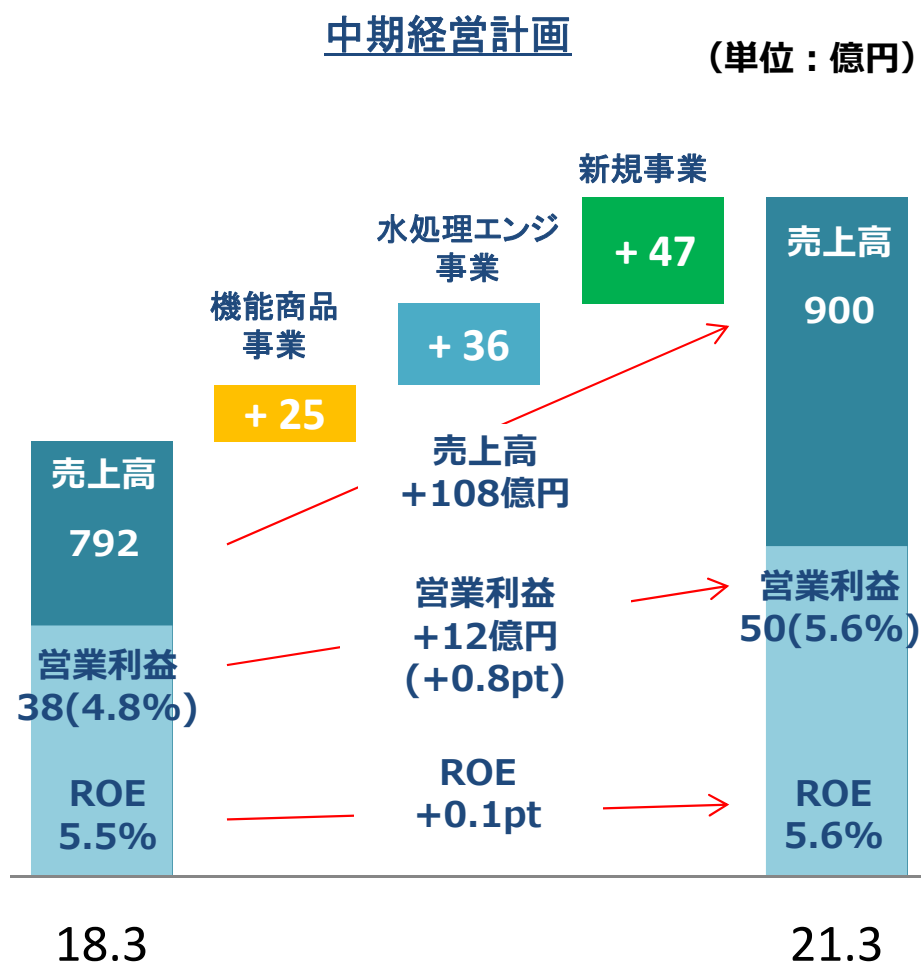 中期経営計画
（単位：億円）
新規事業
+ 47
水処理エンジ
事業
+ 36
機能商品
事業
+ 25
売上高
792
営業利益
38(4.8%)
ROE
5.5%
売上高
+108億円
営業利益
+12億円
(+0.8pt)
ROE
+0.1pt
売上高
900
営業利益
50(5.6%)
ROE
5.6%
18.3
21.3